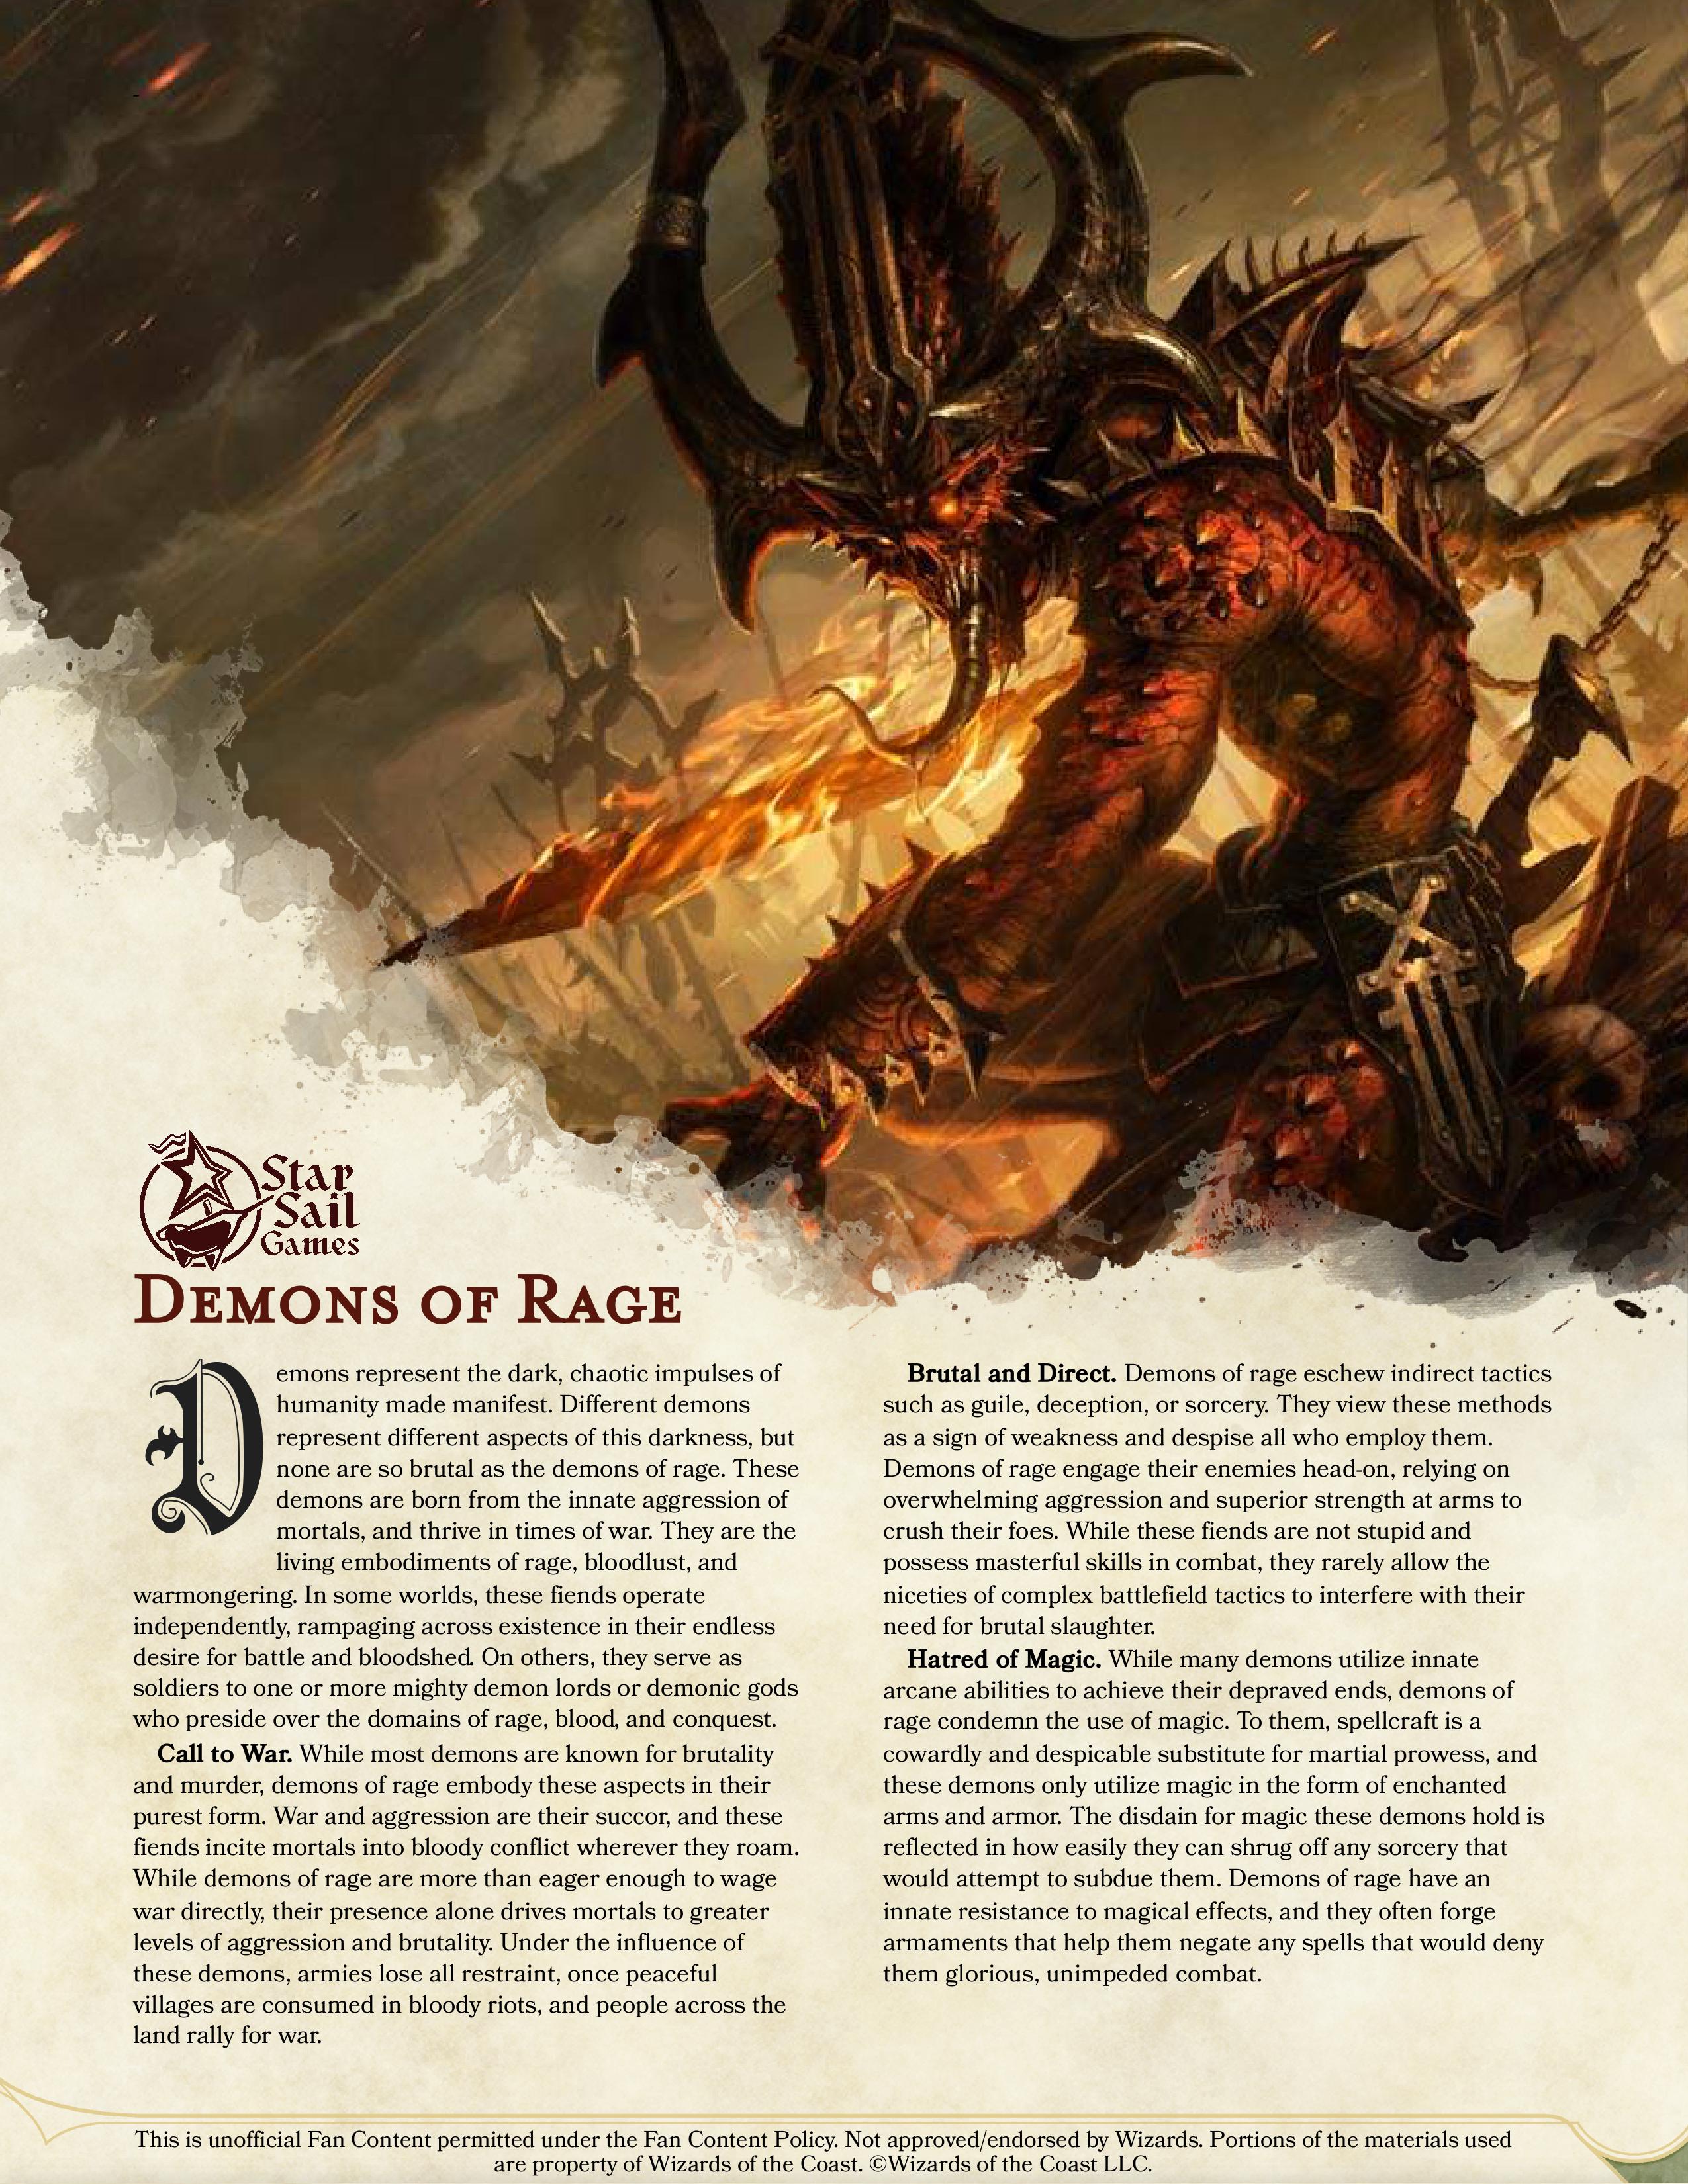 Star
Sail
Games
Demons of Rage
Demons represent the dark, chaotic impulses of
humanity made manifest. Different demons
represent different aspects of this darkness, but
none are so brutal as the demons of rage. These
demons are born from the innate aggression of
mortals, and thrive in times of war. They are the
living embodiments of rage, bloodlust, and
warmongering. In some worlds, these fiends operate
independently, rampaging across existence in their endless
desire for battle and bloodshed. On others, they serve as
soldiers to one or more mighty demon lords or demonic gods
who preside over the domains of rage, blood, and conquest.
Call to War. While most demons are known for brutality
and murder, demons of rage embody these aspects in their
purest form. War and aggression are their succor, and these
fiends incite mortals into bloody conflict wherever they roam.
While demons of rage are more than eager enough to wage
war directly, their presence alone drives mortals to greater
levels of aggression and brutality. Under the influence of
these demons, armies lose all restraint, once peaceful
villages are consumed in bloody riots, and people across the
land rally for war.
Brutal and Direct. Demons of rage eschew indirect tactics
such as guile, deception, or sorcery. They view these methods
as a sign of weakness and despise all who employ them.
Demons of rage engage their enemies head-on, relying on
overwhelming aggression and superior strength at arms to
crush their foes. While these fiends are not stupid and
possess masterful skills in combat, they rarely allow the
niceties of complex battlefield tactics to interfere with their
need for brutal slaughter.
Hatred of Magic. While many demons utilize innate
arcane abilities to achieve their depraved ends, demons of
rage condemn the use of magic. To them, spellcraft is a
cowardly and despicable substitute for martial prowess, and
these demons only utilize magic in the form of enchanted
arms and armor. The disdain for magic these demons hold is
reflected in how easily they can shrug off any sorcery that
would attempt to subdue them. Demons of rage have an
innate resistance to magical effects, and they often forge
armaments that help them negate any spells that would deny
them glorious, unimpeded combat.
This is unofficial Fan Content permitted under the Fan Content Policy. Not approved/endorsed by Wizards. Portions of the materials used
are property of Wizards of the Coast. ©Wizards of the Coast LLC.